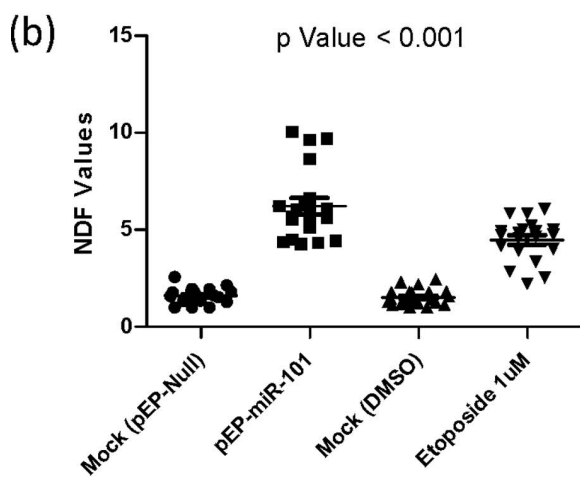 (b)
p Value < 0.001
NDF Values
15
10
5
0
Mock (pEP-Null)
pEP-miR-101
Mock (DMSO)
Etoposide 1uM